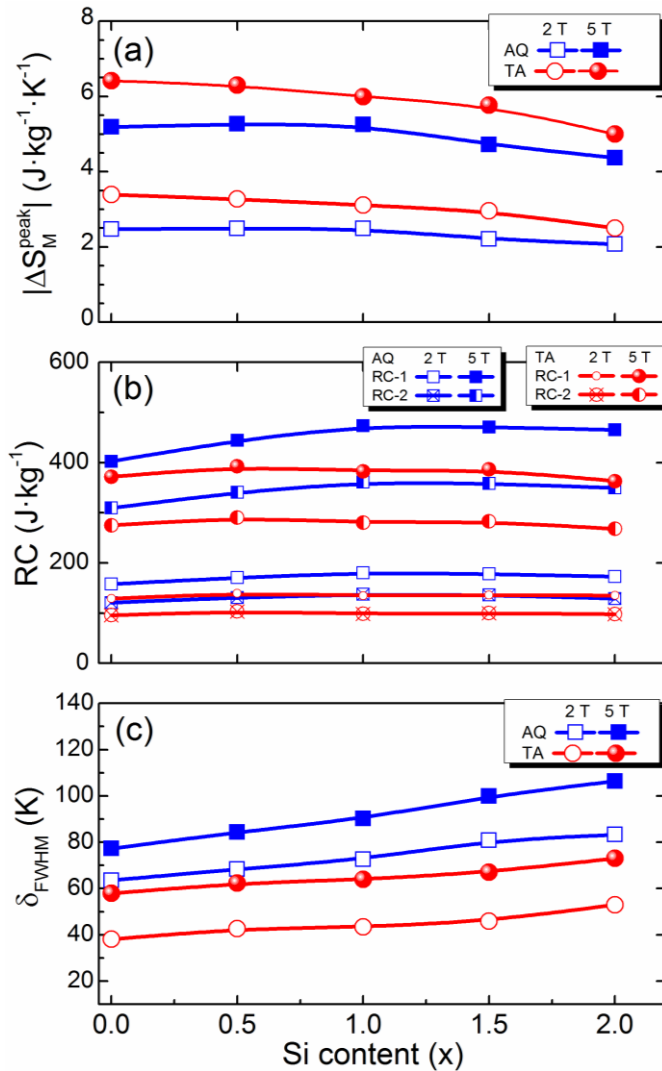 (a)
2 T 5 T
AQ
TA
8
6
4
2
0
|ΔS_M^peak| (J·kg⁻¹·K⁻¹)
(b)
AQ 2 T 5 T
RC-1
RC-2
TA 2 T 5 T
RC-1
RC-2
600
400
200
0
RC (J·kg⁻¹)
(c)
2 T 5 T
AQ
TA
140
120
100
80
60
40
20
δ_FWHM (K)
0.0 0.5 1.0 1.5 2.0
Si content (x)